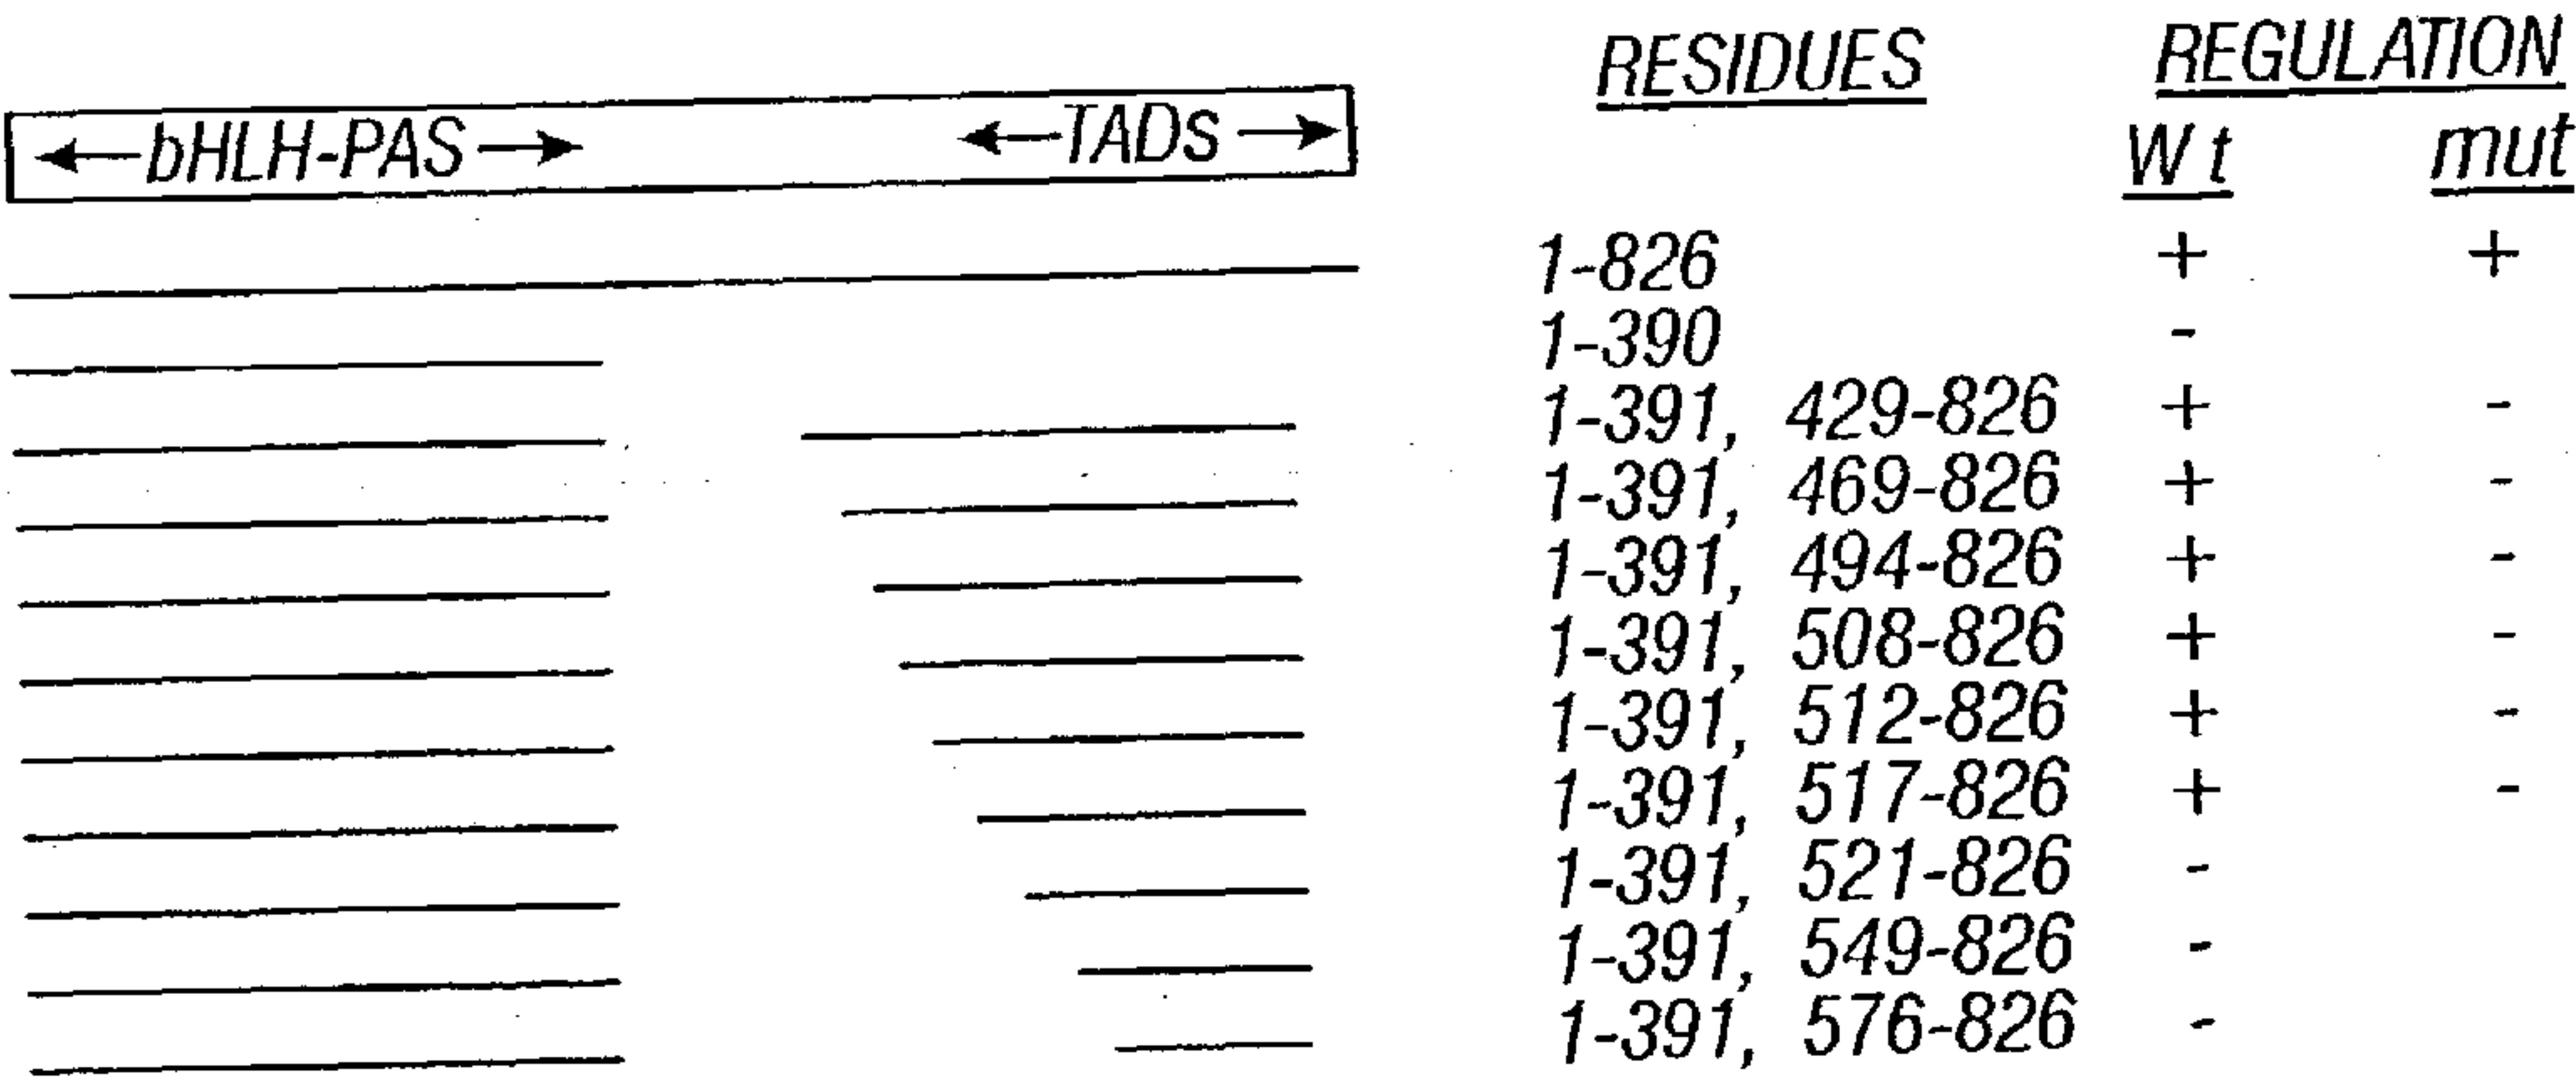 RESIDUES REGULATION
bHLH-PAS TADs Wt mut
1-826 + +
1-390 -
1-391, 429-826 + -
1-391, 469-826 + -
1-391, 494-826 + -
1-391, 508-826 + -
1-391, 512-826 + -
1-391, 517-826 + -
1-391, 521-826 -
1-391, 549-826 -
1-391, 576-826 -